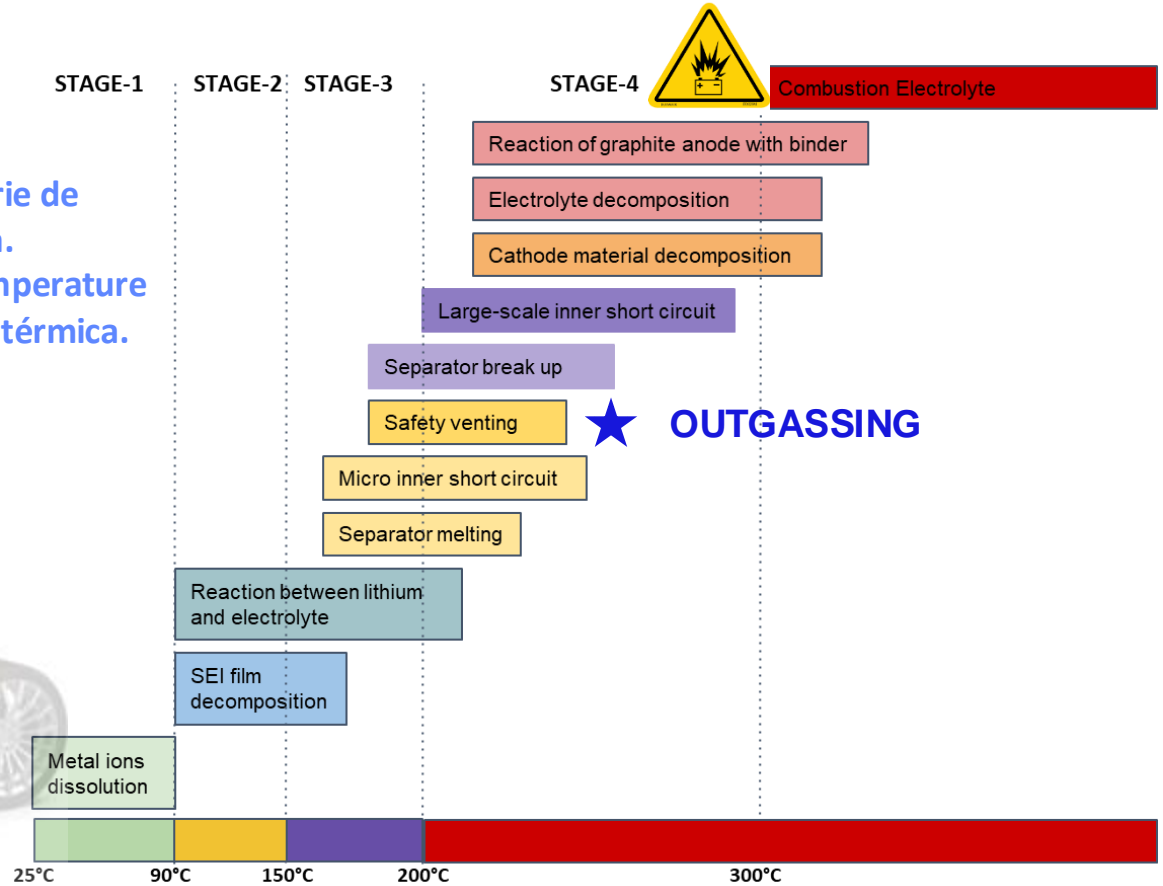 STAGE-1
STAGE-2
STAGE-3
STAGE-4
Combustion Electrolyte
Reaction of graphite anode with binder
rie de
Electrolyte decomposition
Cathode material decomposition
mperature
Large-scale inner short circuit
térmica.
Separator break up
Safety venting
OUTGASSING
Micro inner short circuit
Separator melting
Reaction between lithium
and electrolyte
SEI film
decomposition
Metal ions
dissolution
25°C
90°C
150°C
200°C
300°C